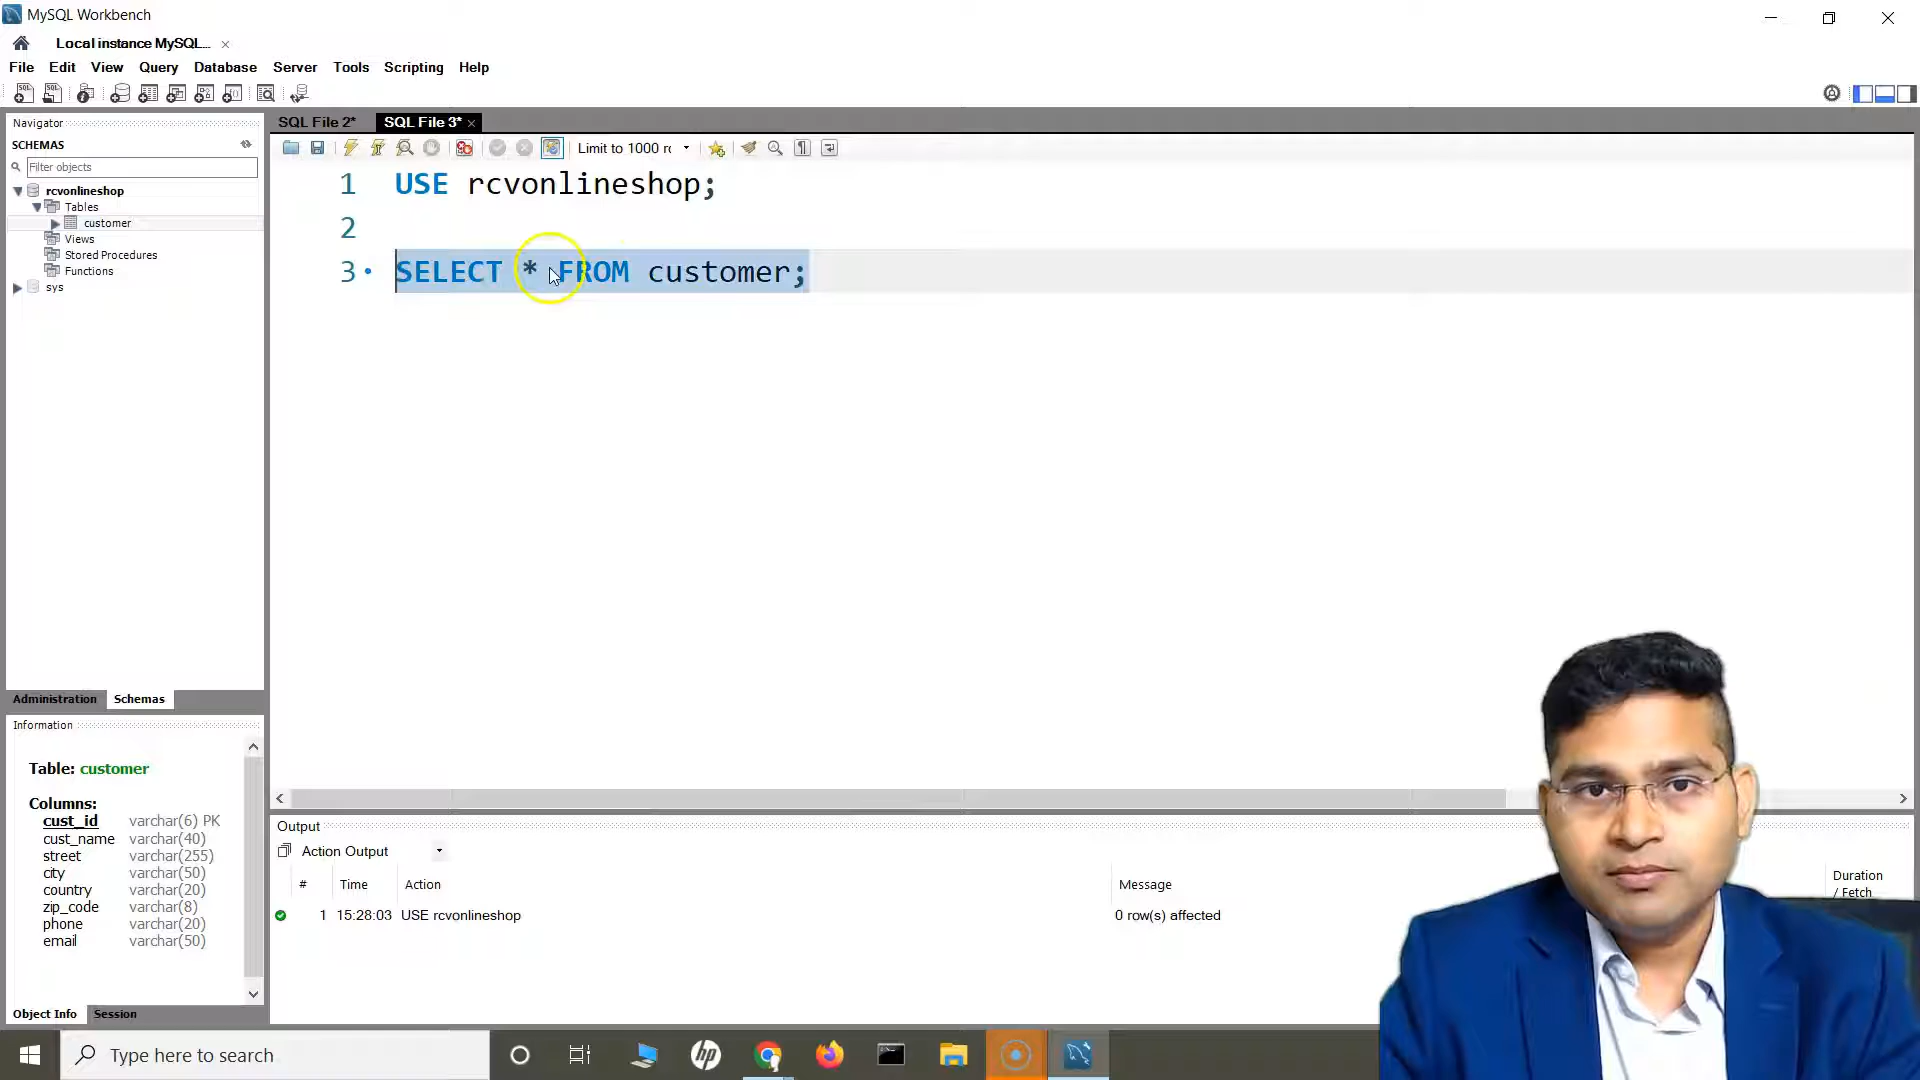 MySQL Workbench
Local instance MySQL...
File Edit View Query Database Server Tools Scripting Help
Navigator
SCHEMAS
Filter objects
rcvonlineshop
Tables
customer
Views
Stored Procedures
Functions
sys
Administration Schemas
Information
Table: customer
Columns:
cust_id varchar(6) PK
cust_name varchar(40)
street varchar(255)
city varchar(50)
country varchar(20)
zip_code varchar(8)
phone varchar(20)
email varchar(50)
Object Info Session
SQL File 2* SQL File 3*
Limit to 1000 rc
1 USE rcvonlineshop;
2
3 SELECT * FROM customer;
Output
Action Output
# Time Action Message Duration / Fetch
1 15:28:03 USE rcvonlineshop 0 row(s) affected
Type here to search
hp